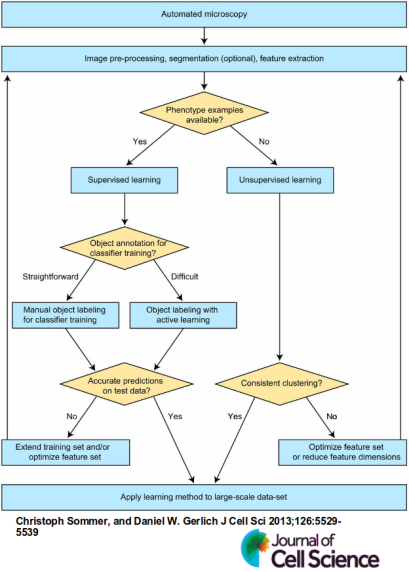 Automated microscopy
Image pre-processing, segmentation (optional), feature extraction
Phenotype examples
available?
Yes
No
Supervised learning
Unsupervised learning
Object annotation for
classifier training?
Straightforward
Difficult
Manual object labeling
for classifier training
Object labeling with
active learning
Accurate predictions
on test data?
Consistent clustering?
No
Yes
Yes
No
Extend training set and/or
optimize feature set
Optimize feature set
or reduce feature dimensions
Apply learning method to large-scale data-set
Christoph Sommer, and Daniel W. Gerlich J Cell Sci 2013;126:5529-
5539
Journal of
Cell Science